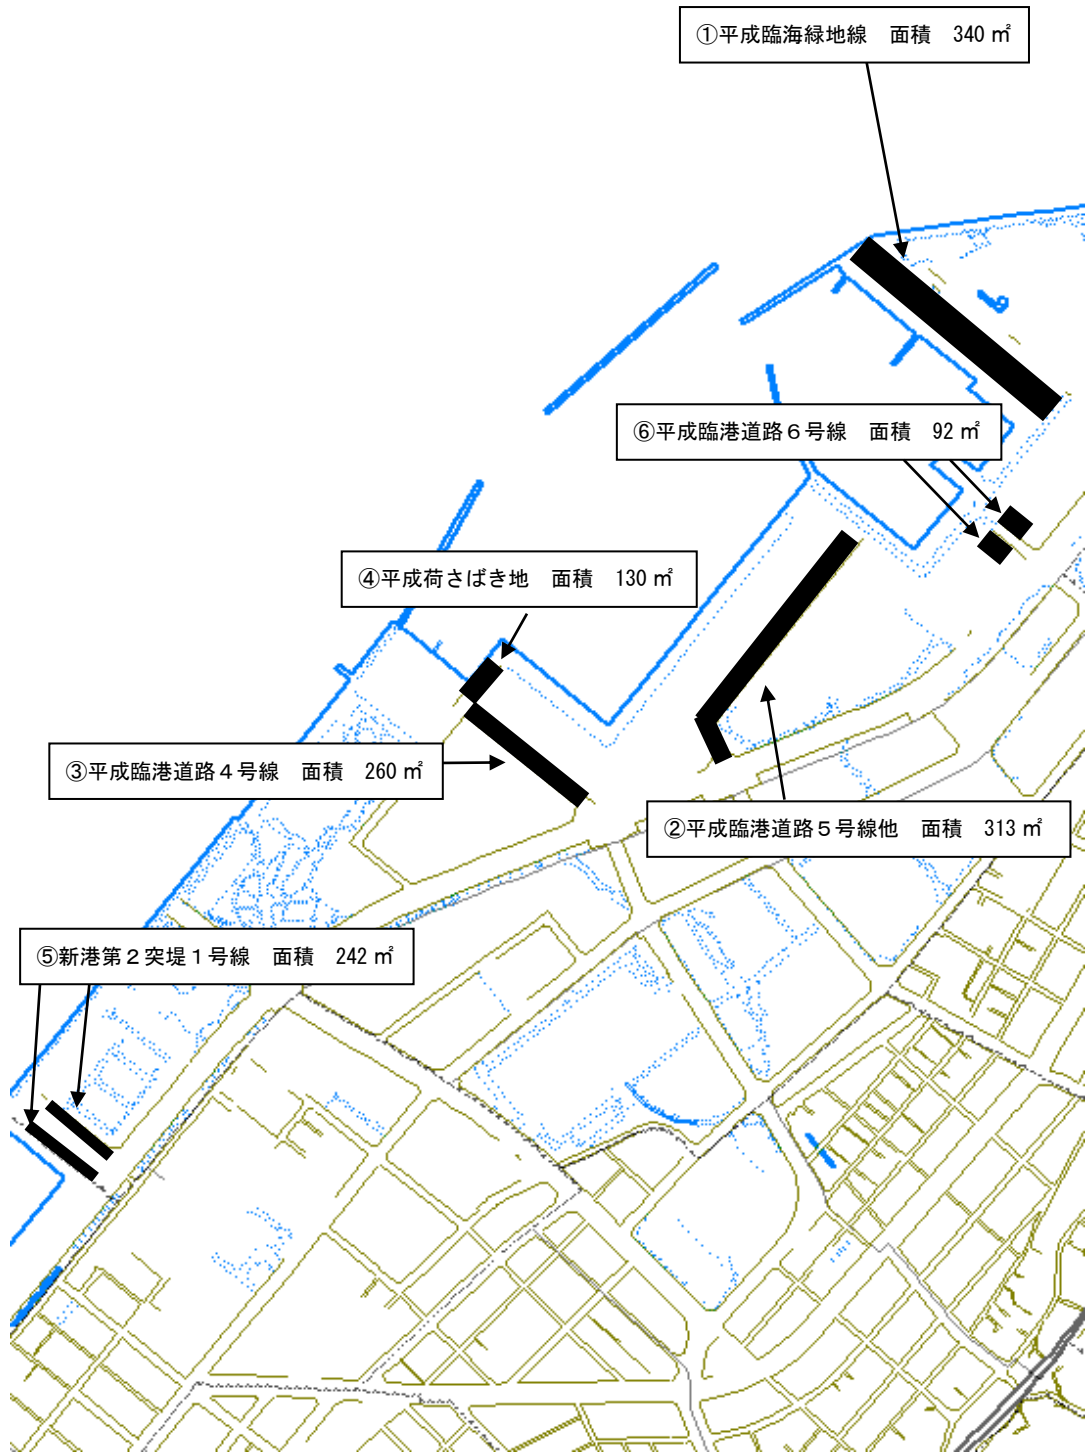 ①平成臨海緑地線　面積　340 ㎡
⑥平成臨港道路６号線　面積　92 ㎡
④平成荷さばき地　面積　130 ㎡
③平成臨港道路４号線　面積　260 ㎡
②平成臨港道路５号線他　面積　313 ㎡
⑤新港第２突堤１号線　面積　242 ㎡